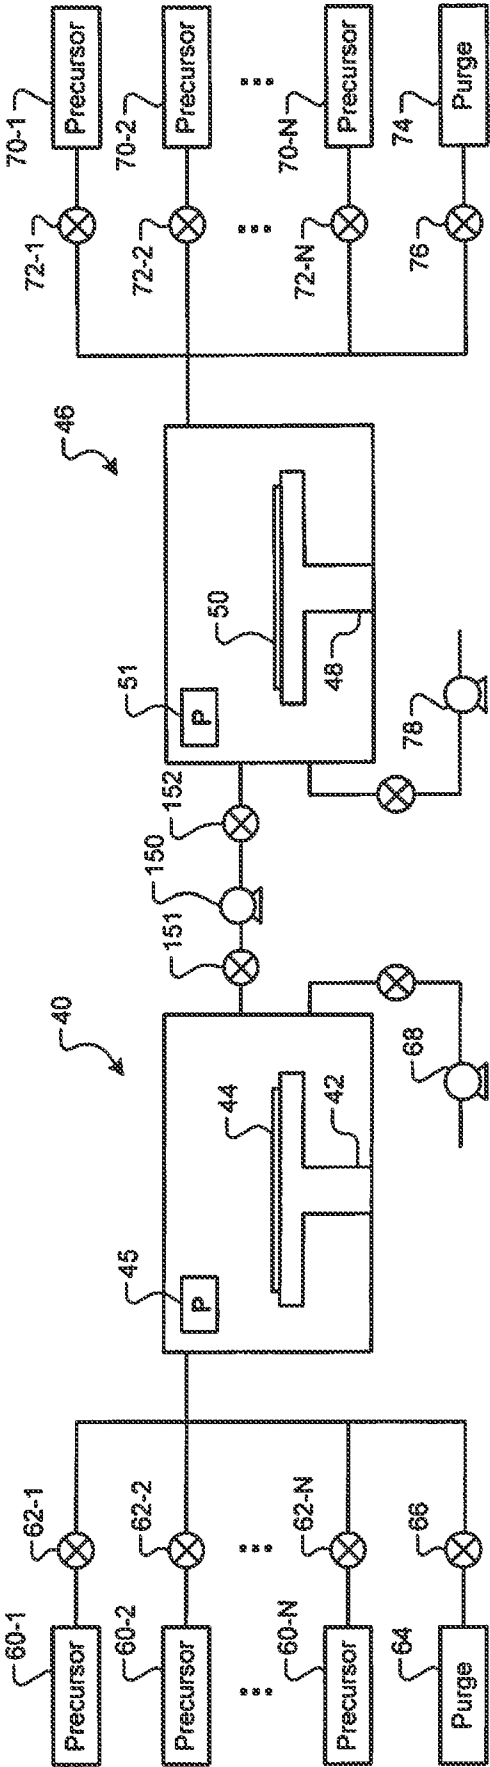 60-1
Precursor
62-1
60-2
Precursor
62-2
...
...
60-N
Precursor
62-N
64
Purge
66
40
45
P
44
42
68
151
150
152
46
51
P
50
48
78
72-1
70-1
Precursor
72-2
70-2
Precursor
...
...
72-N
70-N
Precursor
76
74
Purge